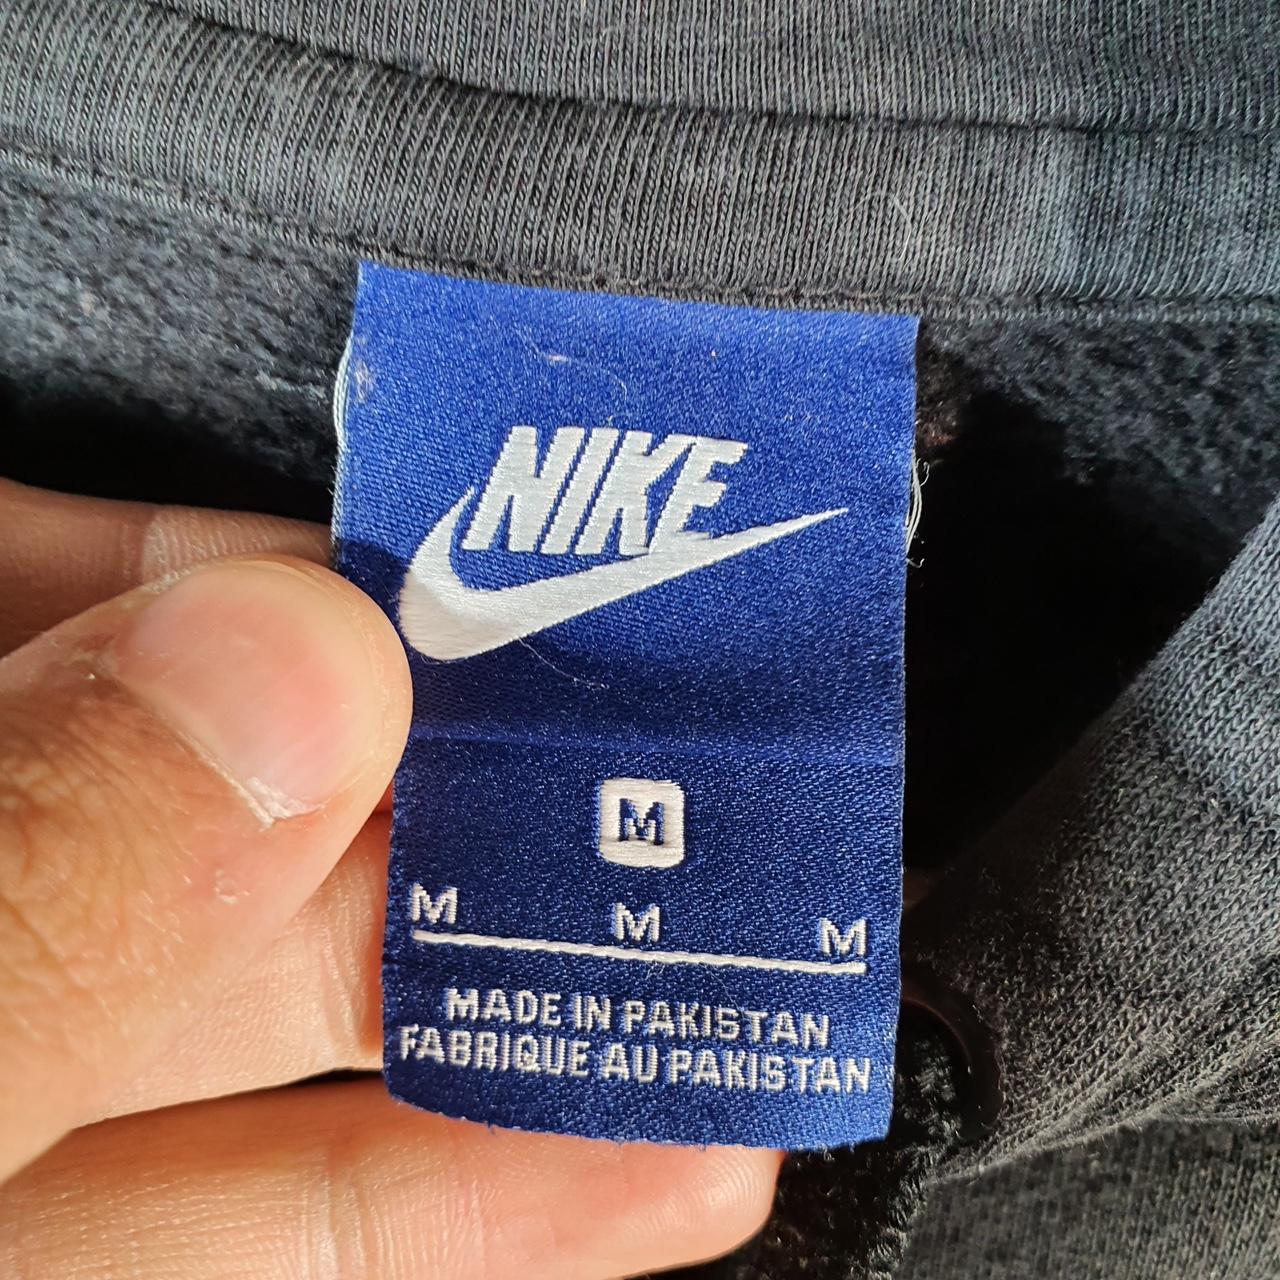 NIKE
M
M M M
MADE IN PAKISTAN
FABRIQUE AU PAKISTAN